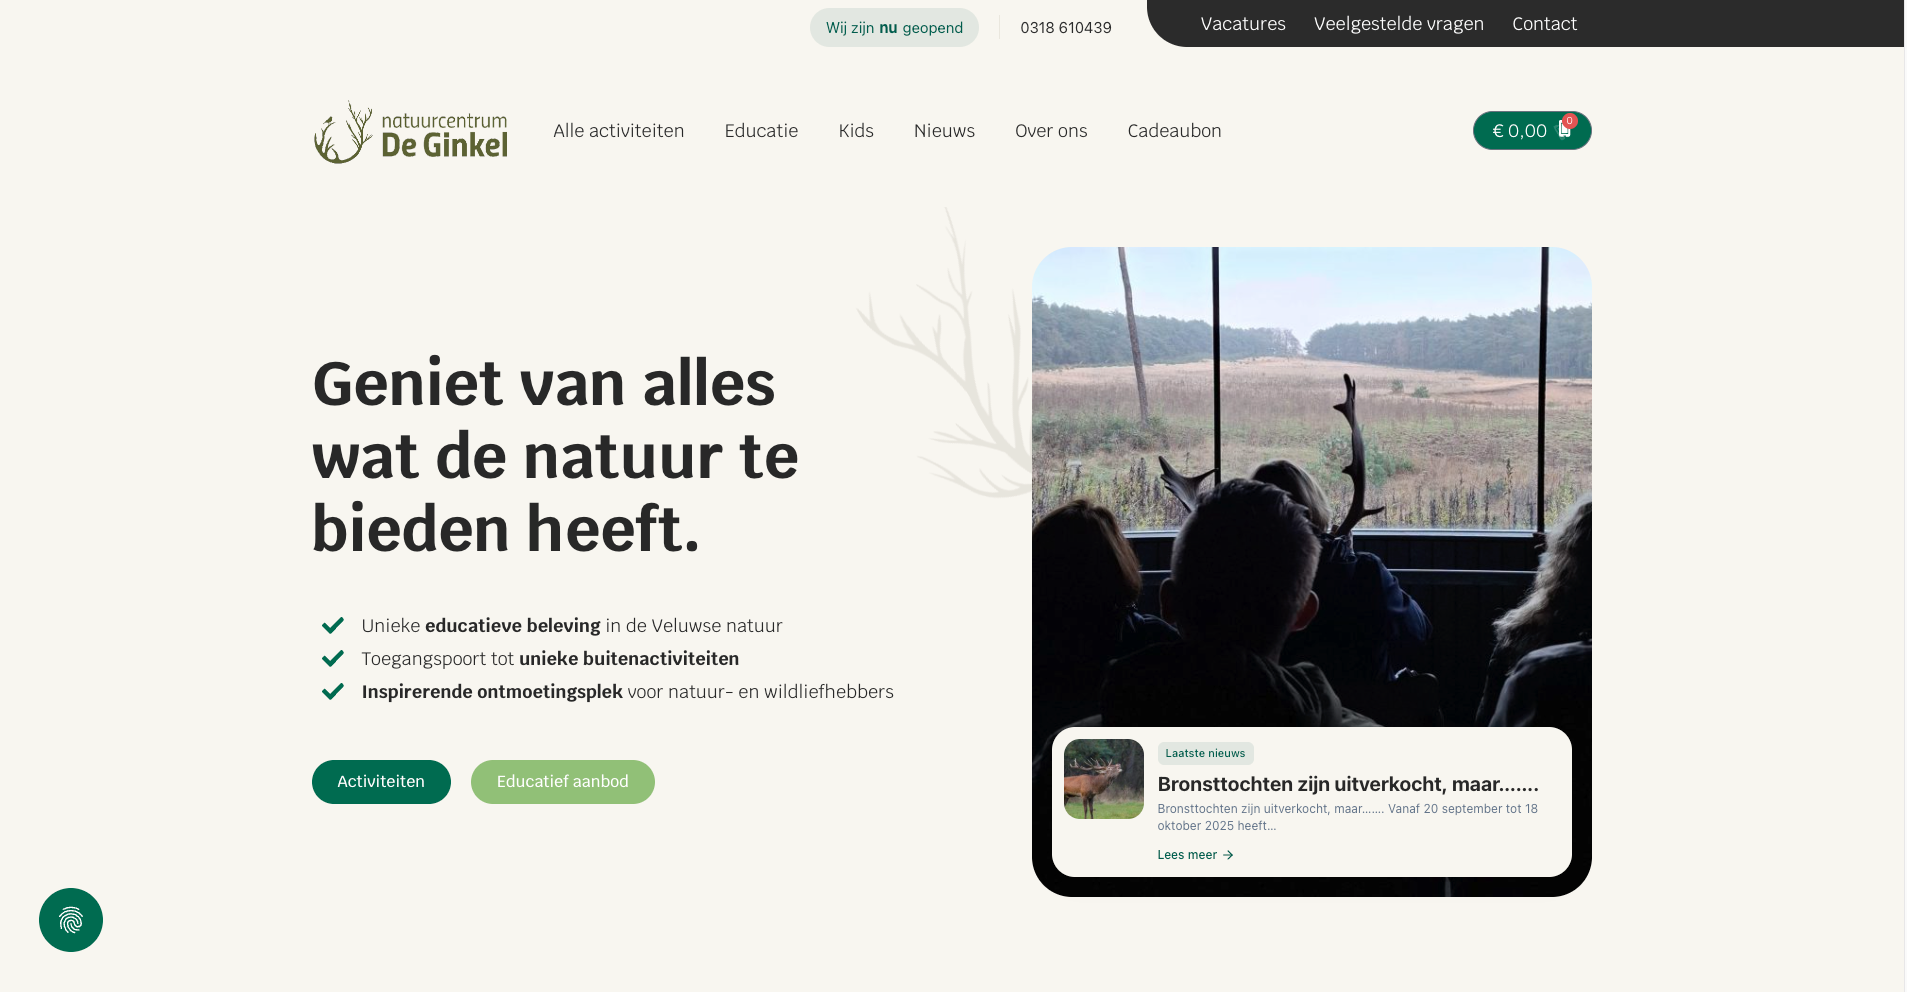 Wij zijn nu geopend
0318 610439
Vacatures
Veelgestelde vragen
Contact
natuurcentrum
De Ginkel
Alle activiteiten
Educatie
Kids
Nieuws
Over ons
Cadeaubon
€ 0,00
0
Geniet van alles
wat de natuur te
bieden heeft.
Unieke educatieve beleving in de Veluwse natuur
Toegangspoort tot unieke buitenactiviteiten
Inspirerende ontmoetingsplek voor natuur- en wildliefhebbers
Activiteiten
Educatief aanbod
Laatste nieuws
Bronsttochten zijn uitverkocht, maar.......
Bronsttochten zijn uitverkocht, maar....... Vanaf 20 september tot 18
oktober 2025 heeft...
Lees meer →